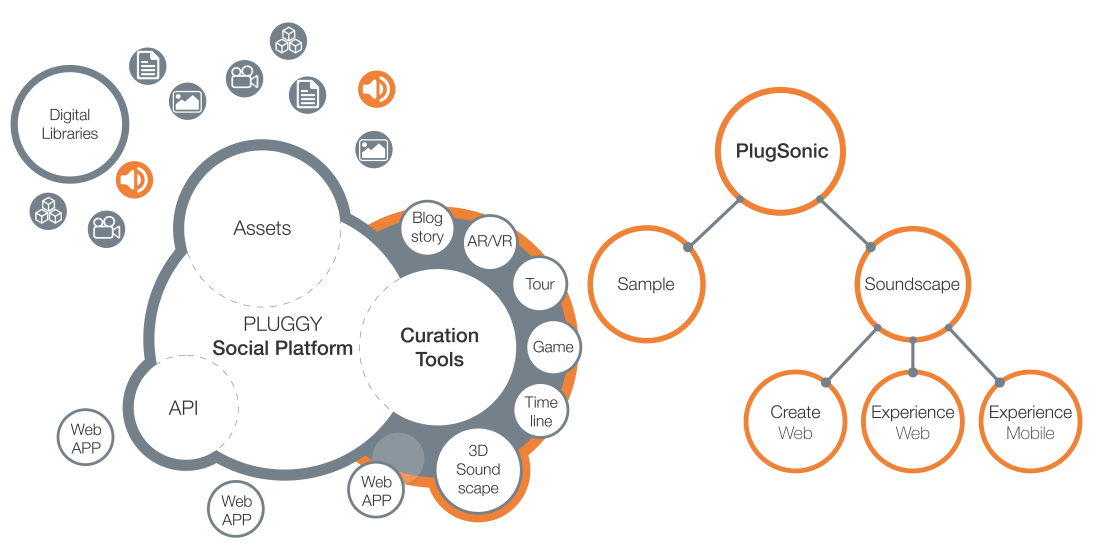 Digital
Libraries
Assets
PLUGGY
Social Platform
API
Web
APP
Web
APP
Web
APP
Curation
Tools
Blog
story
AR/VR
Tour
Game
Time
line
3D
Sound
scape
PlugSonic
Sample
Soundscape
Create
Web
Experience
Web
Experience
Mobile